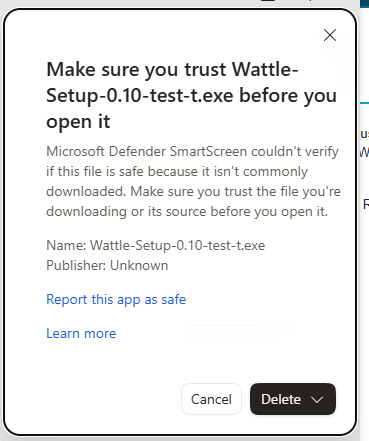 Make sure you trust Wattle-
Setup-0.10-test-t.exe before you
open it
Microsoft Defender SmartScreen couldn't verify
if this file is safe because it isn't commonly
downloaded. Make sure you trust the file you're
downloading or its source before you open it.
Name: Wattle-Setup-0.10-test-t.exe
Publisher: Unknown
Report this app as safe
Learn more
Cancel
Delete